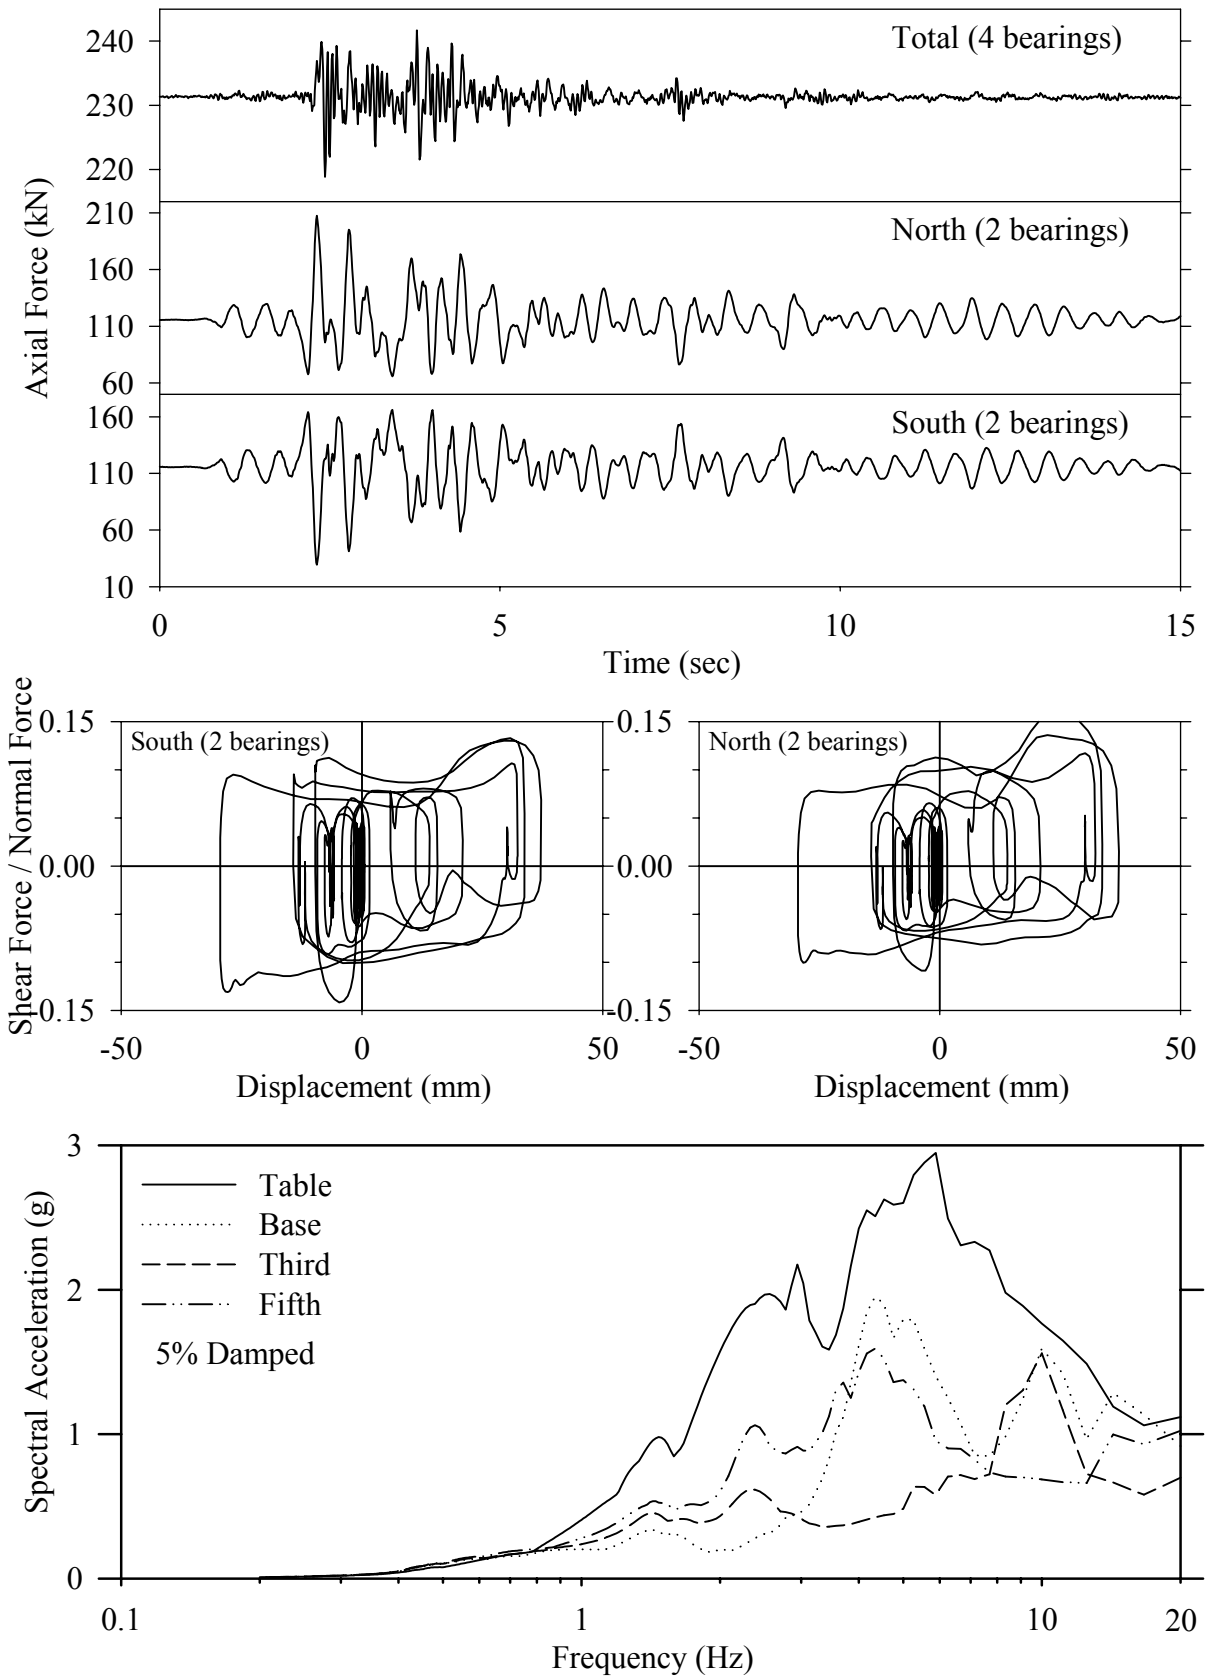 Axial Force (kN)
240
230
220
Total (4 bearings)
210
160
110
60
North (2 bearings)
160
110
60
10
South (2 bearings)
0
5
10
15
Time (sec)
Shear Force / Normal Force
0.15
0.00
-0.15
South (2 bearings)
-50
0
50
Displacement (mm)
0.15
0.00
-0.15
North (2 bearings)
-50
0
50
Displacement (mm)
Spectral Acceleration (g)
3
2
1
0
Table
Base
Third
Fifth
5% Damped
0.1
1
10
20
Frequency (Hz)